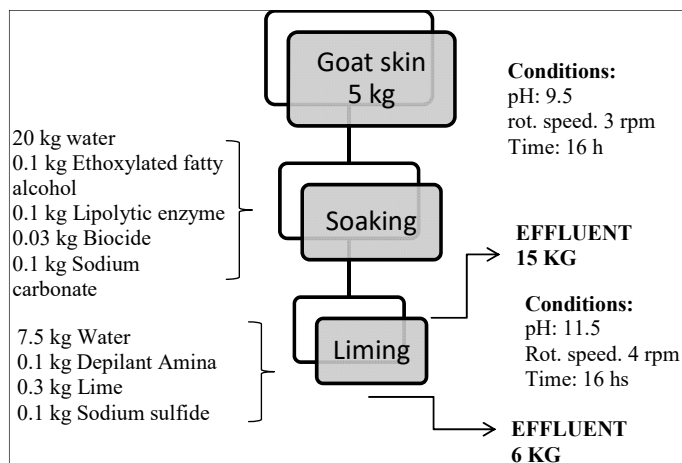 Goat skin
5 kg
Conditions:
pH: 9.5
rot. speed. 3 rpm
Time: 16 h
20 kg water
0.1 kg Ethoxylated fatty
alcohol
0.1 kg Lipolytic enzyme
0.03 kg Biocide
0.1 kg Sodium
carbonate
Soaking
EFFLUENT
15 KG
7.5 kg Water
0.1 kg Depilant Amina
0.3 kg Lime
0.1 kg Sodium sulfide
Liming
Conditions:
pH: 11.5
Rot. speed. 4 rpm
Time: 16 hs
EFFLUENT
6 KG